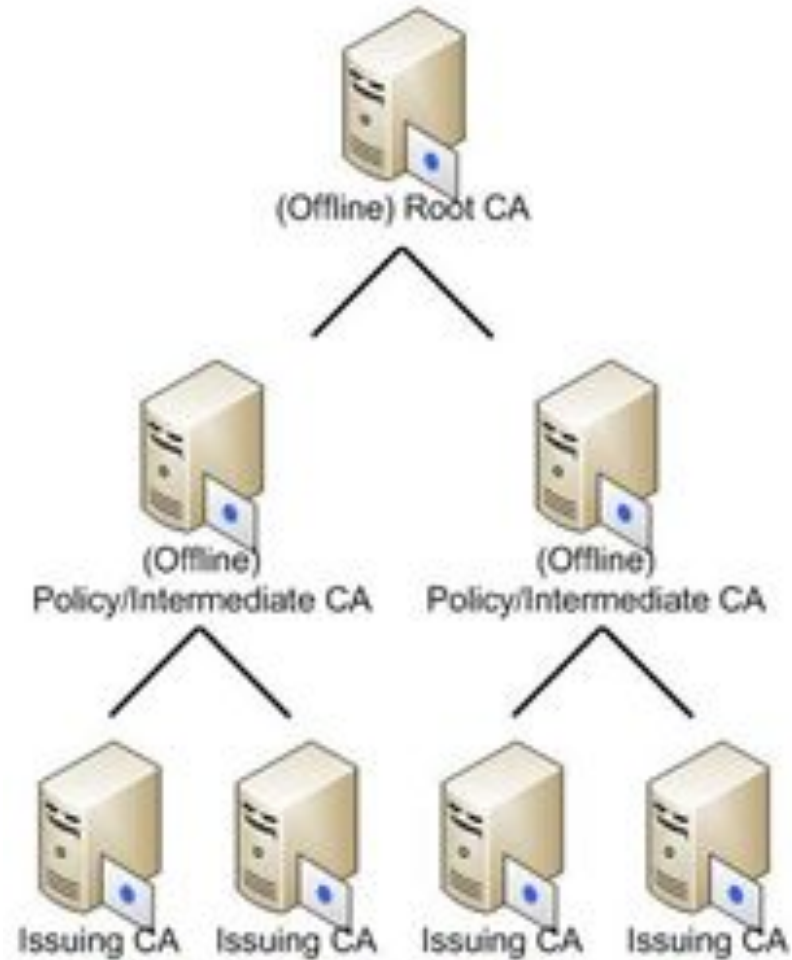 (Offline) Root CA
(Offline)
Policy/Intermediate CA
(Offline)
Policy/Intermediate CA
Issuing CA
Issuing CA
Issuing CA
Issuing CA